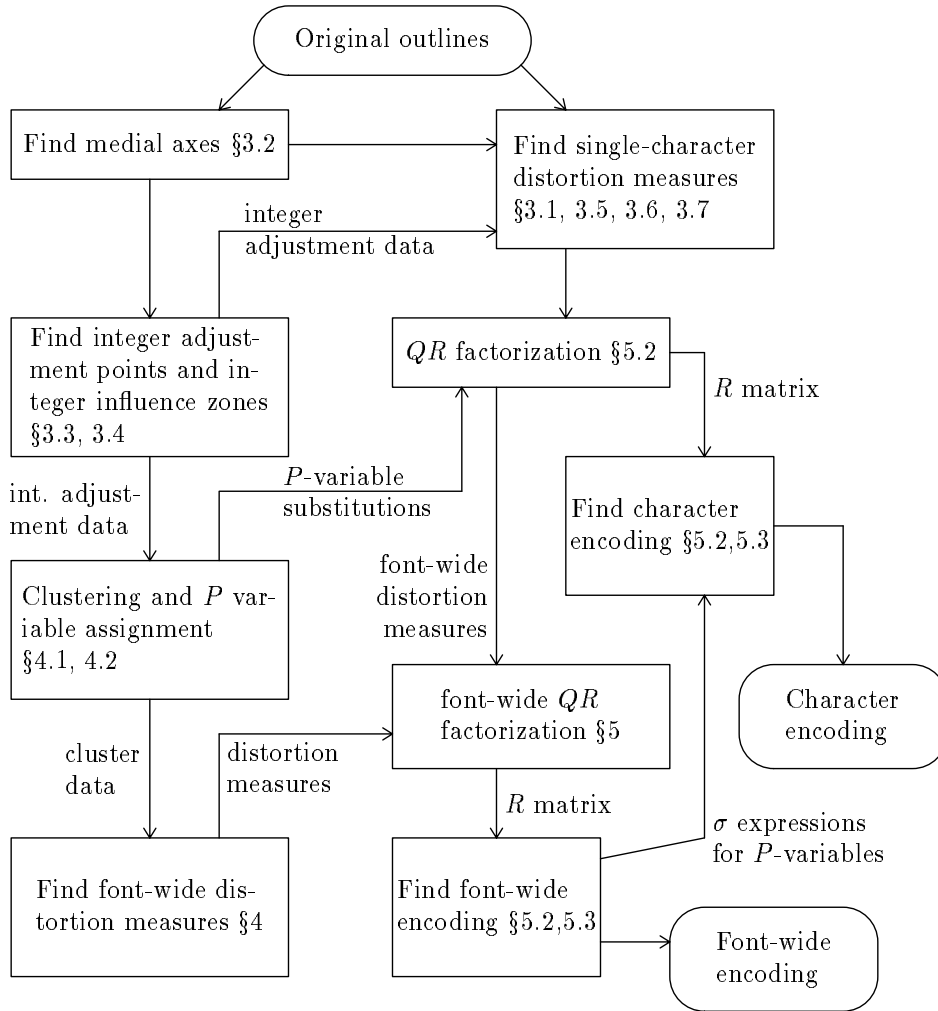 Original outlines
Find medial axes §3.2
Find single-character
distortion measures
§3.1, 3.5, 3.6, 3.7
integer
adjustment data
Find integer adjust-
ment points and in-
teger influence zones
§3.3, 3.4
QR factorization §5.2
R matrix
int. adjust-
ment data
P-variable
substitutions
Find character
encoding §5.2,5.3
font-wide
distortion
measures
Clustering and P var-
iable assignment
§4.1, 4.2
font-wide QR
factorization §5
Character
encoding
cluster
data
distortion
measures
R matrix
σ expressions
for P-variables
Find font-wide dis-
tortion measures §4
Find font-wide
encoding §5.2,5.3
Font-wide
encoding